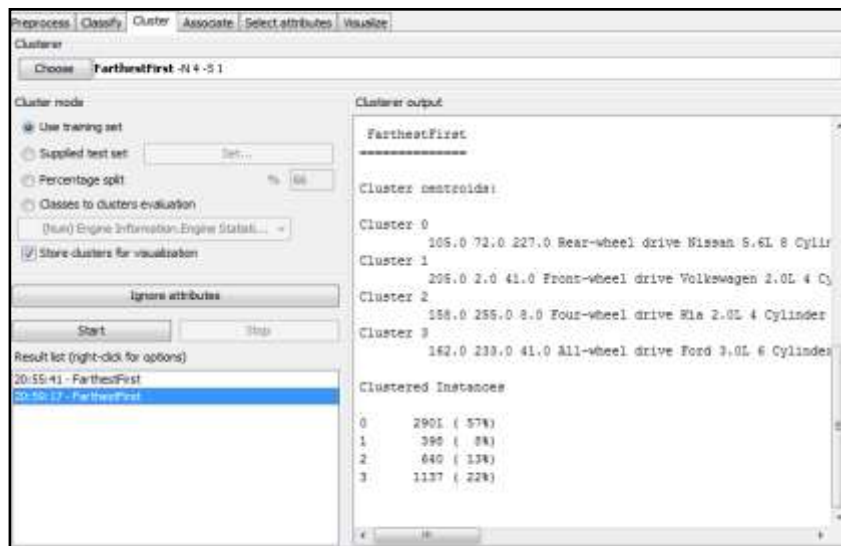 Preprocess Classify Cluster Associate Select attributes Visualize
Clusterer
Choose FarthestFirst -N 4 -S 1
Cluster mode
Use training set
Supplied test set Set...
Percentage split % 66
Classes to clusters evaluation
(Num) Engine Information.Engine Statisti...
Store clusters for visualization
Ignore attributes
Start Stop
Result list (right-click for options)
20:55:41 - FarthestFirst
20:59:17 - FarthestFirst
Clusterer output
FarthestFirst
==============
Cluster centroids:
Cluster 0
105.0 72.0 227.0 Rear-wheel drive Nissan 5.6L 8 Cylin
Cluster 1
205.0 2.0 41.0 Front-wheel drive Volkswagen 2.0L 4 Cy
Cluster 2
158.0 255.0 8.0 Four-wheel drive Kia 2.0L 4 Cylinder
Cluster 3
162.0 233.0 41.0 All-wheel drive Ford 3.0L 6 Cylinder
Clustered Instances
0 2901 ( 57%)
1 398 ( 8%)
2 640 ( 13%)
3 1137 ( 22%)